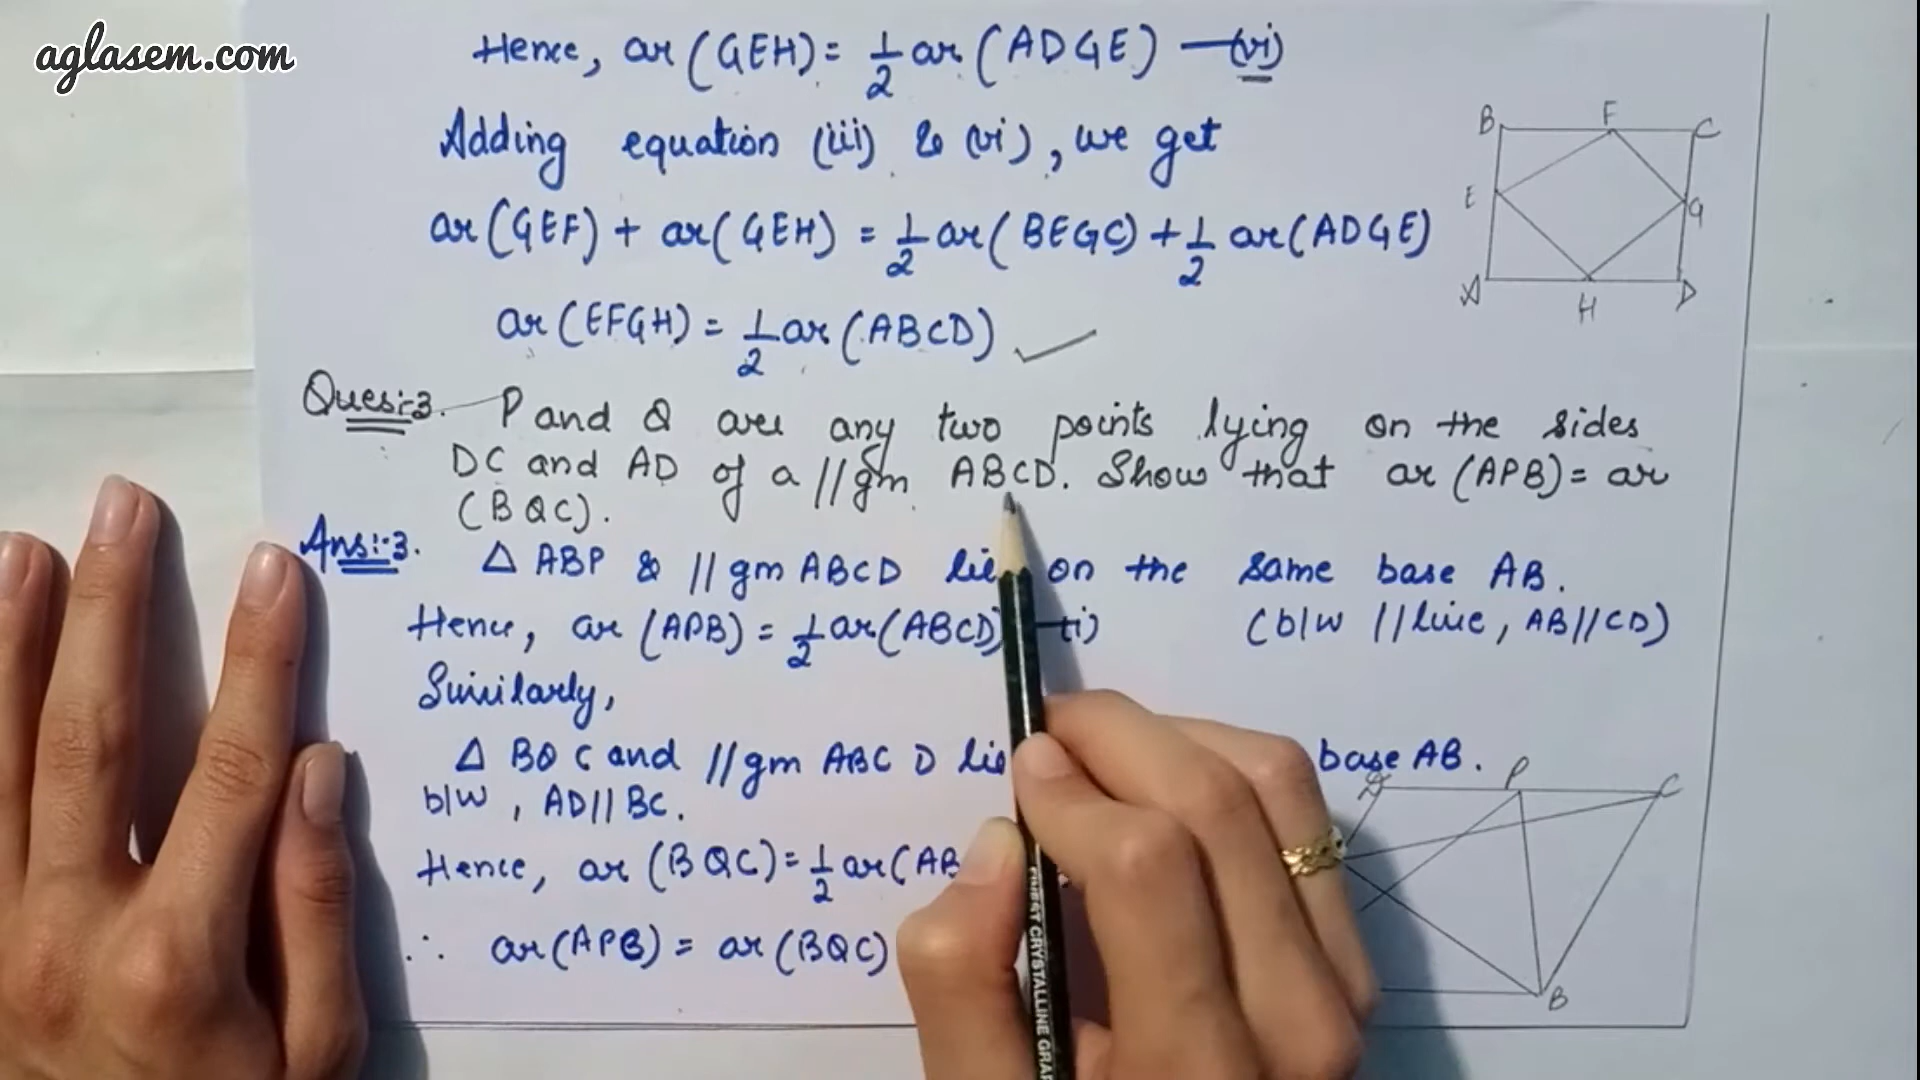 aglasem.com
Hence, ar (GEH) = 1/2 ar (ADGE) — (vi)
Adding equation (iii) & (vi), we get
ar (GEF) + ar (GEH) = 1/2 ar (BEGC) + 1/2 ar (ADGE)
ar (EFGH) = 1/2 ar (ABCD) ✓
B F C
E G
A H D
Ques:-3. P and Q are any two points lying on the sides
DC and AD of a //gm ABCD. Show that ar (APB) = ar
(BQC).
Ans:-3. △ ABP & //gm ABCD lie on the same base AB.
Hence, ar (APB) = 1/2 ar (ABCD) — (i) (b/w //line, AB//CD)
Similarly,
△ BQC and //gm ABCD lie base AB.
b/w, AD//BC.
Hence, ar (BQC) = 1/2 ar (AB
∴ ar (APB) = ar (BQC)
P C
B
FINEST CRYSTALLINE GRAP